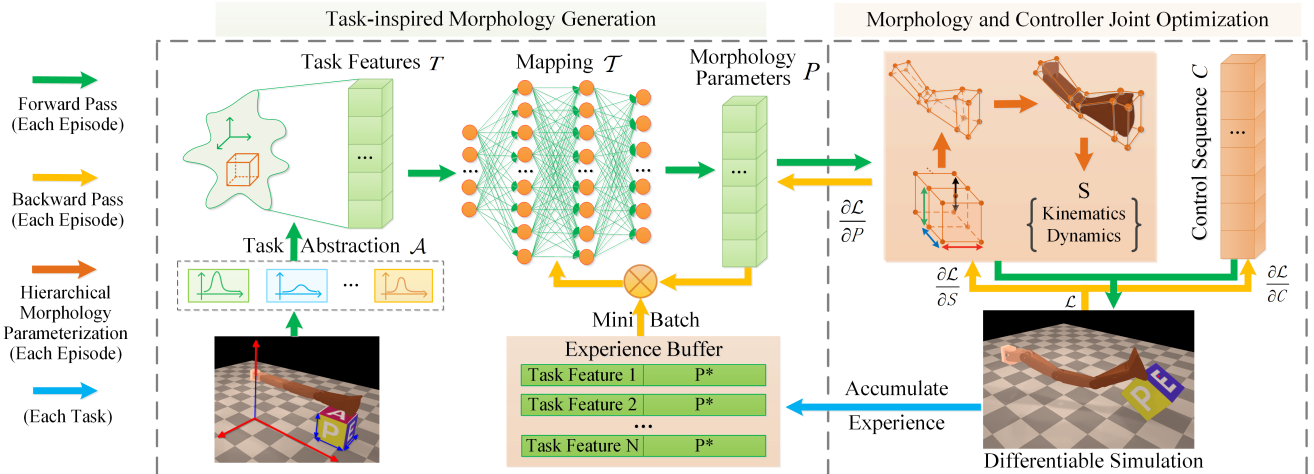 Task-inspired Morphology Generation
Morphology and Controller Joint Optimization
Forward Pass
(Each Episode)
Backward Pass
(Each Episode)
Hierarchical
Morphology
Parameterization
(Each Episode)
(Each Task)
Task Features 𝒯
...
Task Abstraction 𝒜
...
Mapping 𝒯
... ... ... ...
Morphology
Parameters P
...
∂ℒ
∂P
S
Kinematics
Dynamics
Control Sequence C
...
∂ℒ
∂S
ℒ
∂ℒ
∂C
Mini Batch
Experience Buffer
Task Feature 1 P*
Task Feature 2 P*
...
Task Feature N P*
Accumulate
Experience
A
P
E
P
E
Differentiable Simulation